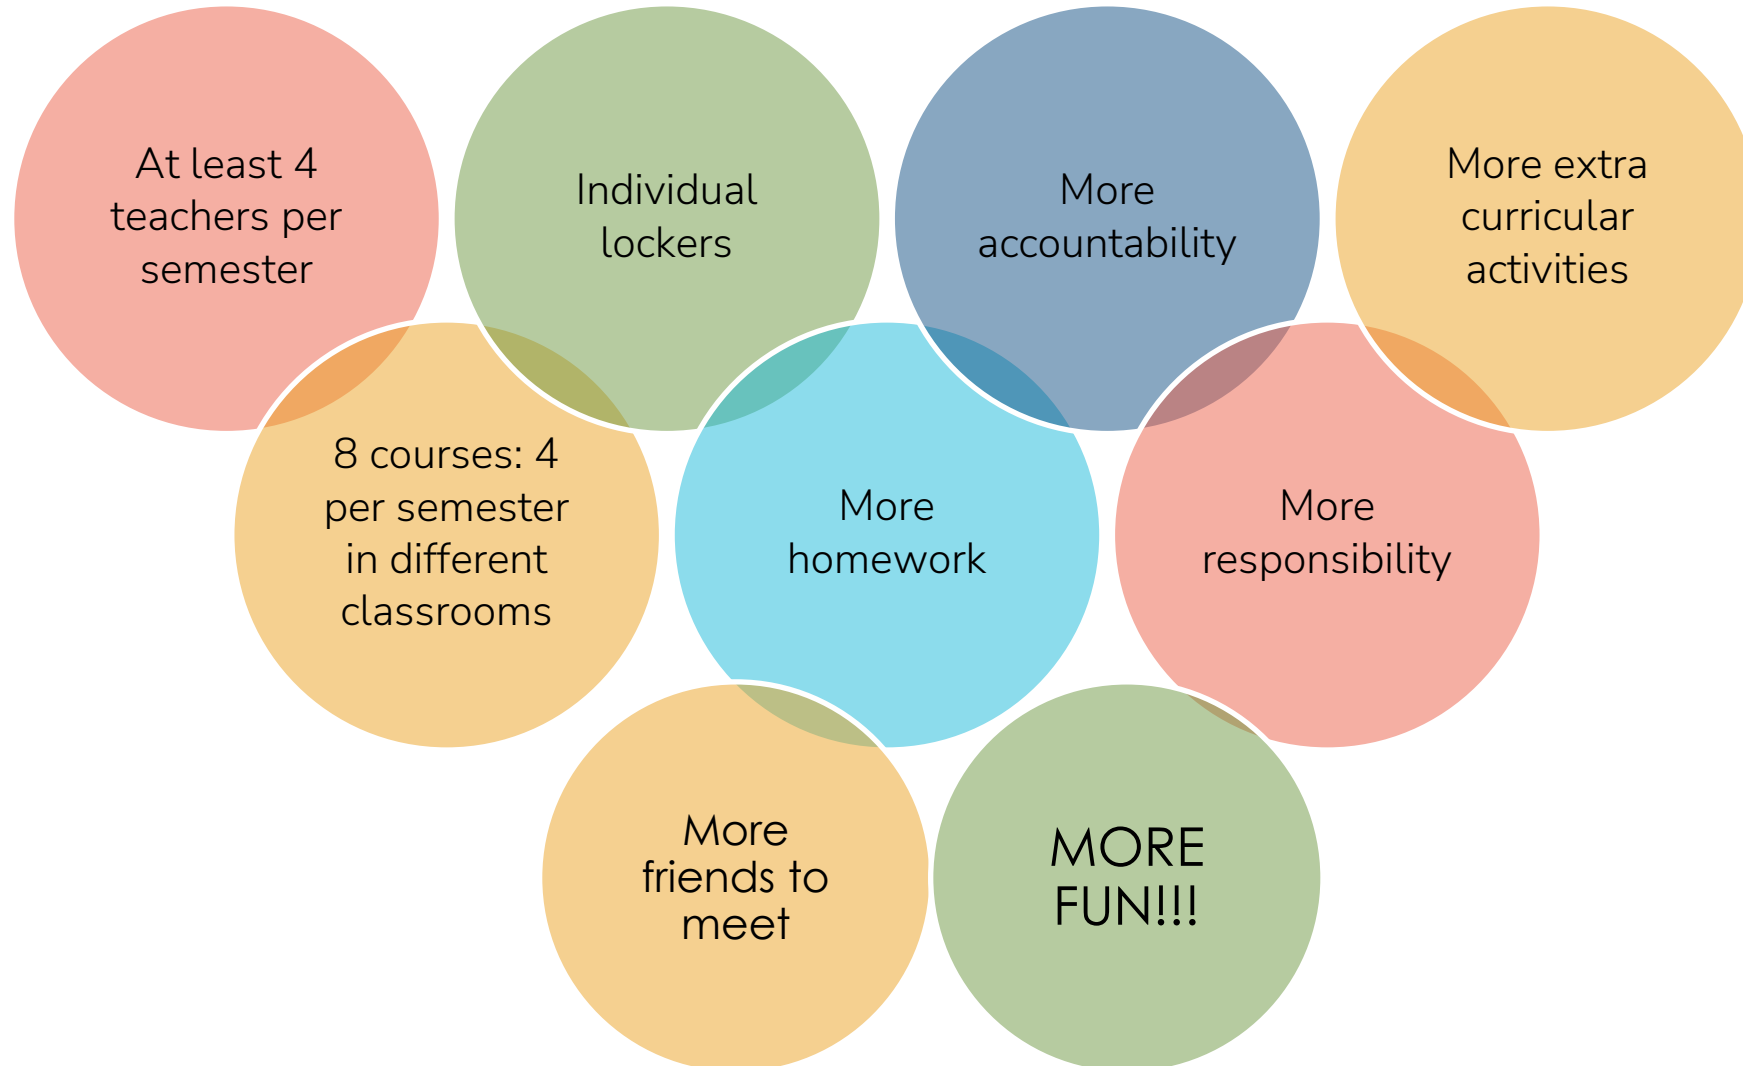 At least 4
teachers per
semester
Individual
lockers
More
accountability
More extra
curricular
activities
8 courses: 4
per semester
in different
classrooms
More
homework
More
responsibility
More
friends to
meet
MORE
FUN!!!